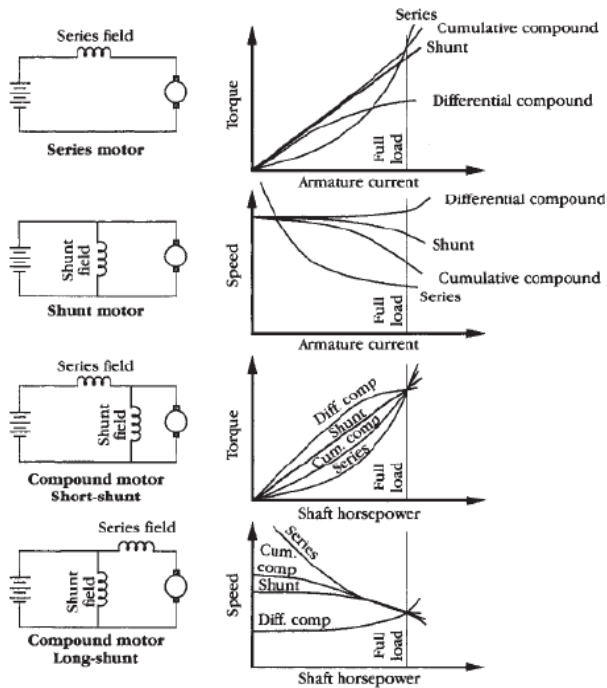 Series field
Series motor
Series
Cumulative compound
Shunt
Differential compound
Torque
Full
load
Armature current
Shunt
field
Shunt motor
Differential compound
Shunt
Cumulative compound
Series
Speed
Full
load
Armature current
Series field
Shunt
field
Compound motor
Short-shunt
Diff. comp
Shunt
Cum. comp
Series
Torque
Full
load
Shaft horsepower
Series field
Shunt
field
Compound motor
Long-shunt
Series
Cum.
comp
Shunt
Diff. comp
Speed
Full
load
Shaft horsepower